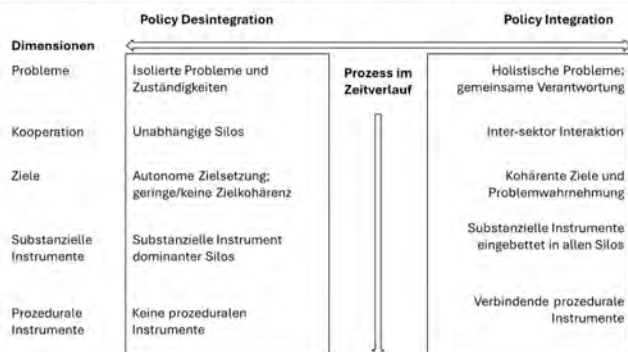 Policy Desintegration
Policy Integration
Dimensionen
Probleme
Isolierte Probleme und
Zuständigkeiten
Prozess im
Zeitverlauf
Holistische Probleme;
gemeinsame Verantwortung
Kooperation
Unabhängige Silos
Inter-sektor Interaktion
Ziele
Autonome Zielsetzung;
geringe/keine Zielkohärenz
Kohärente Ziele und
Problemwahrnehmung
Substanzielle
Instrumente
Substanzielle Instrument
dominanter Silos
Substanzielle Instrumente
eingebettet in allen Silos
Prozedurale
Instrumente
Keine prozeduralen
Instrumente
Verbindende prozedurale
Instrumente